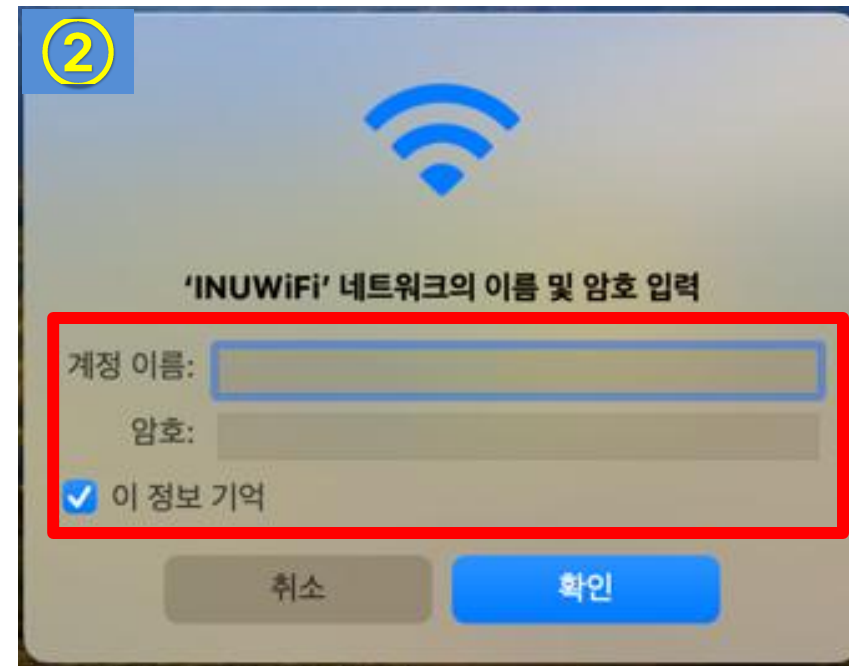 ②
'INUWiFi' 네트워크의 이름 및 암호 입력
계정 이름:
암호:
이 정보 기억
취소
확인